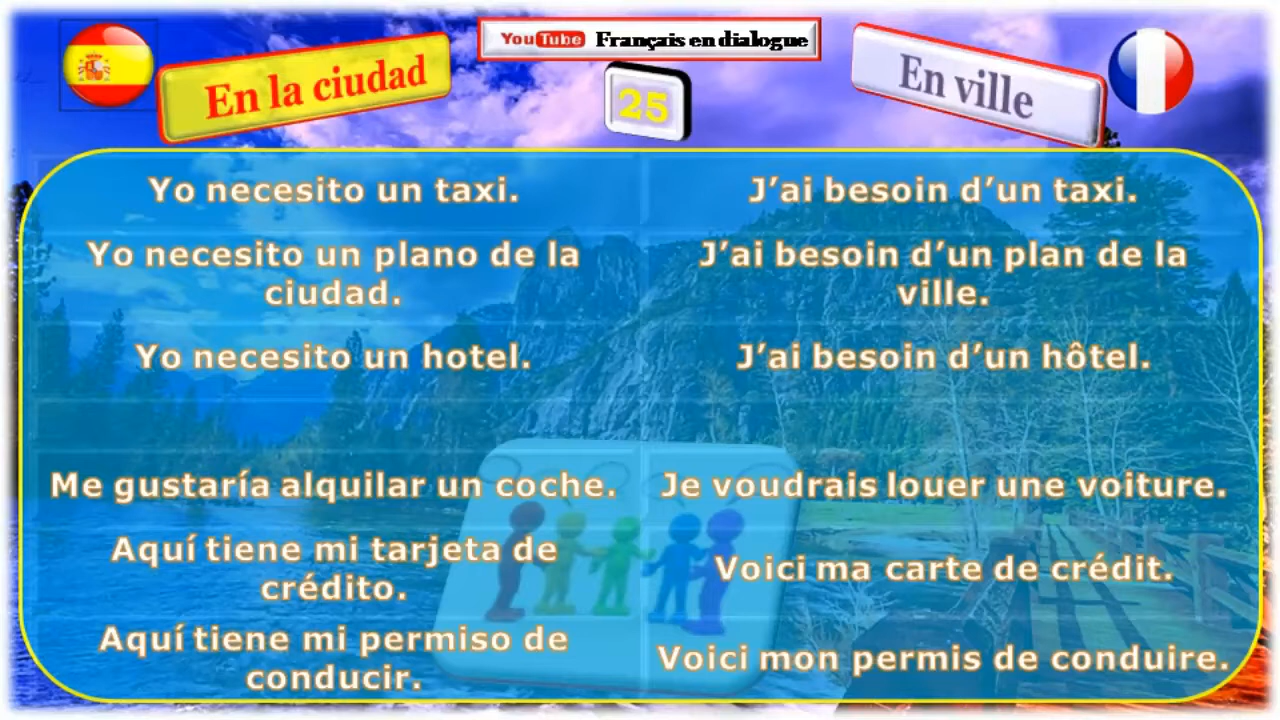 YouTube Français en dialogue
En la ciudad
25
En ville
Yo necesito un taxi.
J’ai besoin d’un taxi.
Yo necesito un plano de la
ciudad.
J’ai besoin d’un plan de la
ville.
Yo necesito un hotel.
J’ai besoin d’un hôtel.
Me gustaría alquilar un coche.
Je voudrais louer une voiture.
Aquí tiene mi tarjeta de
crédito.
Voici ma carte de crédit.
Aquí tiene mi permiso de
conducir.
Voici mon permis de conduire.